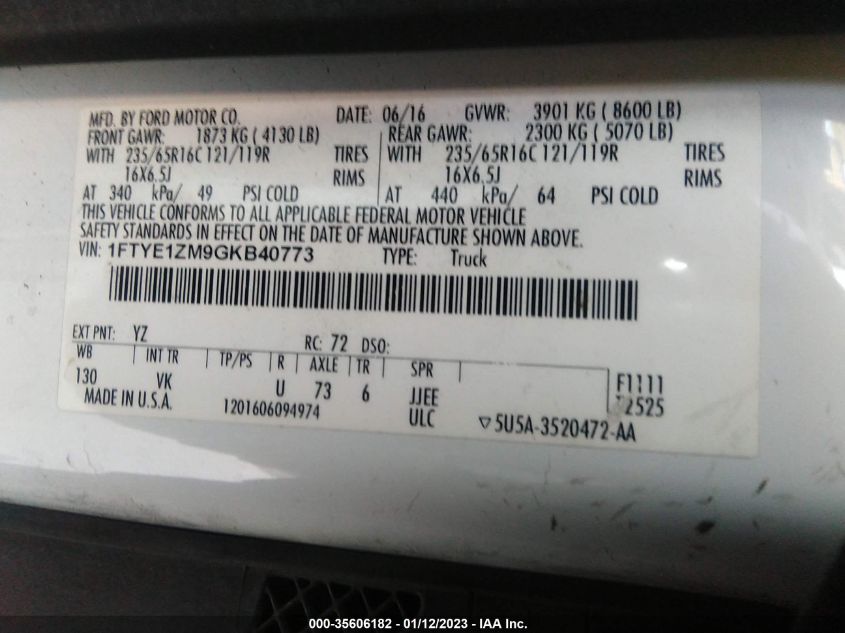 MFD. BY FORD MOTOR CO. DATE: 06/16 GVWR: 3901 KG ( 8600 LB)
FRONT GAWR: 1873 KG ( 4130 LB) REAR GAWR: 2300 KG ( 5070 LB)
WITH 235/65R16C 121/119R TIRES WITH 235/65R16C 121/119R TIRES
16X6.5J RIMS 16X6.5J RIMS
AT 340 kPa/ 49 PSI COLD AT 440 kPa/ 64 PSI COLD
THIS VEHICLE CONFORMS TO ALL APPLICABLE FEDERAL MOTOR VEHICLE
SAFETY STANDARDS IN EFFECT ON THE DATE OF MANUFACTURE SHOWN ABOVE.
VIN: 1FTYE1ZM9GKB40773 TYPE: Truck
EXT PNT: YZ RC: 72 DSO:
WB INT TR TP/PS R AXLE TR SPR
130 VK U 73 6 JJEE F1111
MADE IN U.S.A. 1201606094974 ULC 2525
▽5U5A-3520472-AA
000-35606182 - 01/12/2023 - IAA Inc.